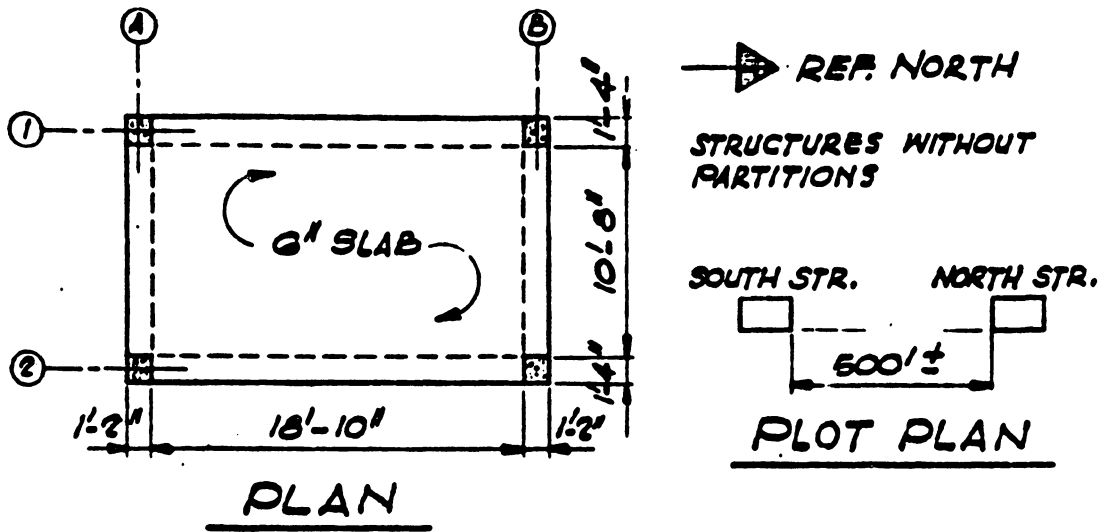 A
B
1
2
REF. NORTH
STRUCTURES WITHOUT
PARTITIONS
6" SLAB
1'-4"
10'-8"
1'-4"
1'-2"
18'-10"
1'-2"
PLAN
SOUTH STR.
NORTH STR.
500' ±
PLOT PLAN